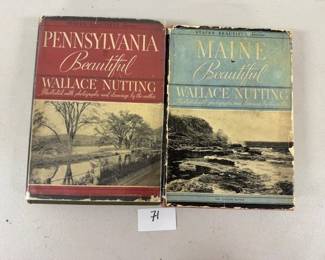 PENNSYLVANIA
Beautiful
WALLACE NUTTING
Illustrated with photographs and drawings by the author
STATES BEAUTIFUL
MAINE
Beautiful
WALLACE NUTTING
71